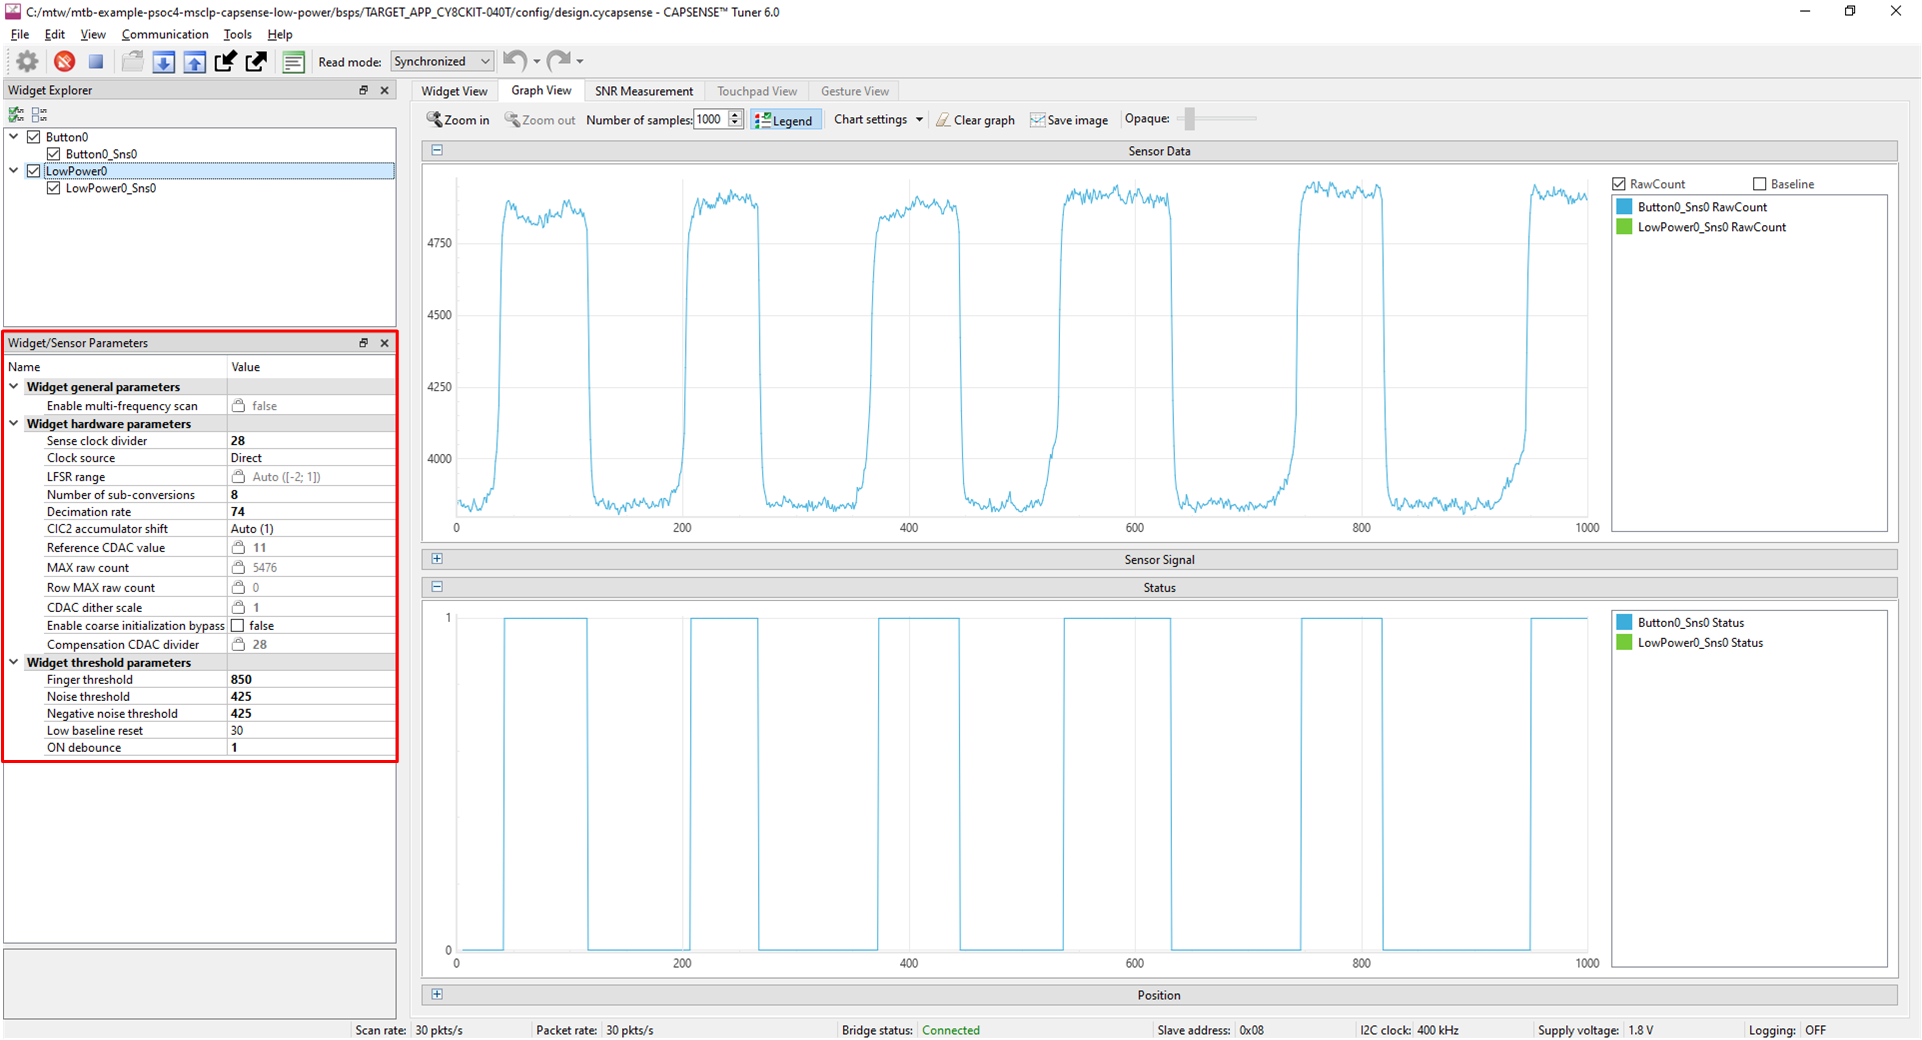 C:/mtw/mtb-example-psoc4-msclp-capsense-low-power/bsps/TARGET_APP_CY8CKIT-040T/config/design.cycapsense - CAPSENSE™ Tuner 6.0
File Edit View Communication Tools Help
Read mode: Synchronized
Widget Explorer
Button0
Button0_Sns0
LowPower0
LowPower0_Sns0
Widget/Sensor Parameters
Name Value
Widget general parameters
Enable multi-frequency scan false
Widget hardware parameters
Sense clock divider 28
Clock source Direct
LFSR range Auto ([-2; 1])
Number of sub-conversions 8
Decimation rate 74
CIC2 accumulator shift Auto (1)
Reference CDAC value 11
MAX raw count 5476
Row MAX raw count 0
CDAC dither scale 1
Enable coarse initialization bypass false
Compensation CDAC divider 28
Widget threshold parameters
Finger threshold 850
Noise threshold 425
Negative noise threshold 425
Low baseline reset 30
ON debounce 1
Widget View Graph View SNR Measurement Touchpad View Gesture View
Zoom in Zoom out Number of samples: 1000 Legend Chart settings Clear graph Save image Opaque:
Sensor Data
4750
4500
4250
4000
0 200 400 600 800 1000
RawCount Baseline
Button0_Sns0 RawCount
LowPower0_Sns0 RawCount
Sensor Signal
Status
1
0
0 200 400 600 800 1000
Button0_Sns0 Status
LowPower0_Sns0 Status
Position
Scan rate: 30 pkts/s Packet rate: 30 pkts/s Bridge status: Connected Slave address: 0x08 I2C clock: 400 kHz Supply voltage: 1.8 V Logging: OFF